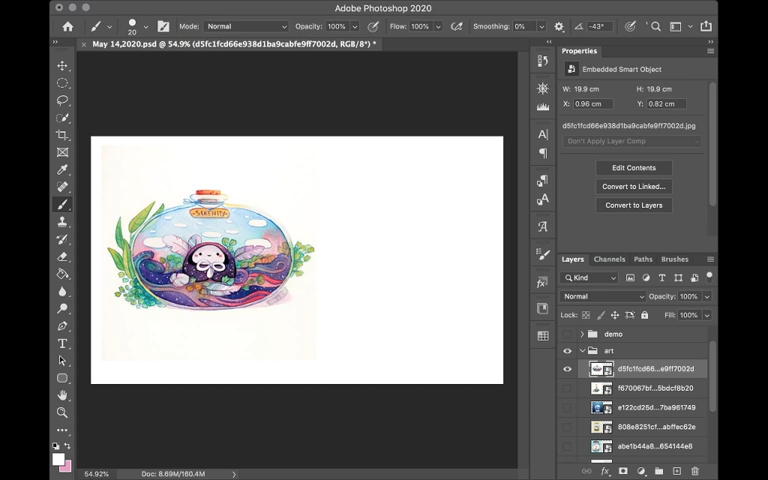 Adobe Photoshop 2020
20 Mode: Normal Opacity: 100% Flow: 100% Smoothing: 0% -43°
May 14,2020.psd @ 54.9% (d5fc1fcd66e938d1ba9cabfe9ff7002d, RGB/8*) *
SERENITY
54.92% Doc: 8.69M/160.4M
Properties
Embedded Smart Object
W: 19.9 cm H: 19.9 cm
X: 0.96 cm Y: 0.82 cm
d5fc1fcd66e938d1ba9cabfe9ff7002d.jpg
Don't Apply Layer Comp
Edit Contents
Convert to Linked...
Convert to Layers
Layers Channels Paths Brushes
Kind
Normal Opacity: 100%
Lock: Fill: 100%
demo
art
d5fc1fcd66...e9ff7002d
f670067bf...5bdcf8b20
e122cd25d...7ba961749
808e8251cf...abffec62e
abe1b44a8...654144e8